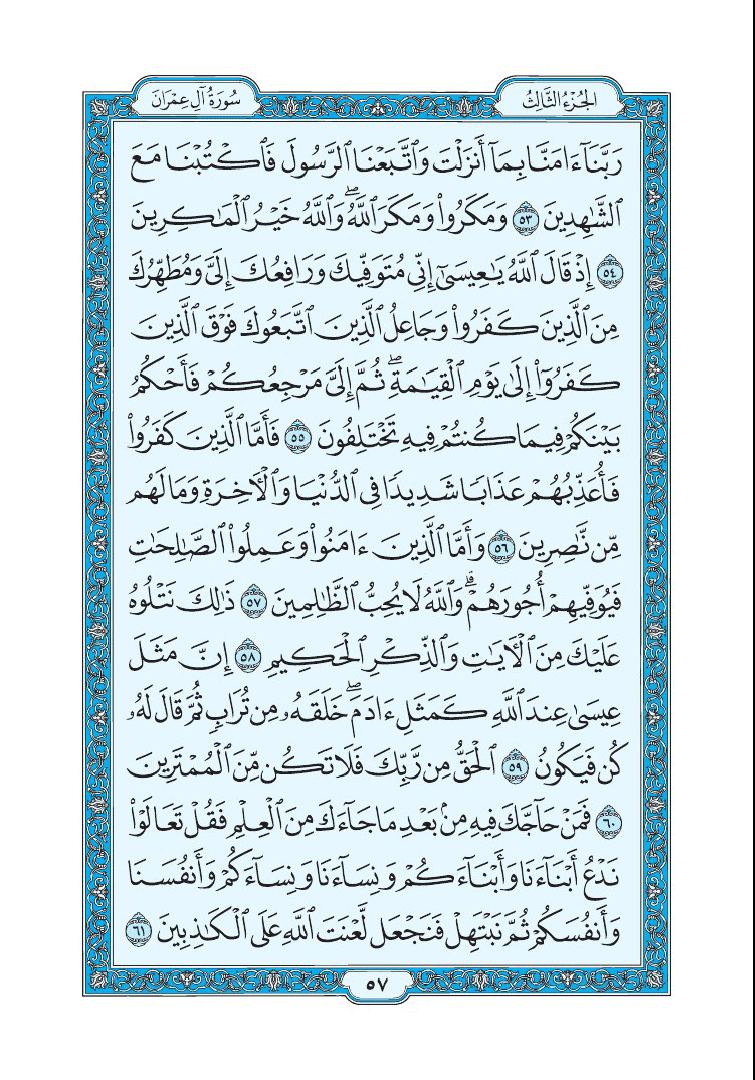 الجُزْءُ الثَّالِثُ
سُورَةُ آلِ عِمْرَانَ
رَبَّنَآ ءَامَنَّا بِمَآ أَنزَلْتَ وَٱتَّبَعْنَا ٱلرَّسُولَ فَٱكْتُبْنَا مَعَ
ٱلشَّٰهِدِينَ ٥٣ وَمَكَرُوا۟ وَمَكَرَ ٱللَّهُ ۖ وَٱللَّهُ خَيْرُ ٱلْمَٰكِرِينَ
٥٤ إِذْ قَالَ ٱللَّهُ يَٰعِيسَىٰٓ إِنِّى مُتَوَفِّيكَ وَرَافِعُكَ إِلَىَّ وَمُطَهِّرُكَ
مِنَ ٱلَّذِينَ كَفَرُوا۟ وَجَاعِلُ ٱلَّذِينَ ٱتَّبَعُوكَ فَوْقَ ٱلَّذِينَ
كَفَرُوٓا۟ إِلَىٰ يَوْمِ ٱلْقِيَٰمَةِ ۖ ثُمَّ إِلَىَّ مَرْجِعُكُمْ فَأَحْكُمُ
بَيْنَكُمْ فِيمَا كُنتُمْ فِيهِ تَخْتَلِفُونَ ٥٥ فَأَمَّا ٱلَّذِينَ كَفَرُوا۟
فَأُعَذِّبُهُمْ عَذَابًا شَدِيدًا فِى ٱلدُّنْيَا وَٱلْءَاخِرَةِ وَمَا لَهُم
مِّن نَّٰصِرِينَ ٥٦ وَأَمَّا ٱلَّذِينَ ءَامَنُوا۟ وَعَمِلُوا۟ ٱلصَّٰلِحَٰتِ
فَيُوَفِّيهِمْ أُجُورَهُمْ ۗ وَٱللَّهُ لَا يُحِبُّ ٱلظَّٰلِمِينَ ٥٧ ذَٰلِكَ نَتْلُوهُ
عَلَيْكَ مِنَ ٱلْءَايَٰتِ وَٱلذِّكْرِ ٱلْحَكِيمِ ٥٨ إِنَّ مَثَلَ
عِيسَىٰ عِندَ ٱللَّهِ كَمَثَلِ ءَادَمَ ۖ خَلَقَهُۥ مِن تُرَابٍ ثُمَّ قَالَ لَهُۥ
كُن فَيَكُونُ ٥٩ ٱلْحَقُّ مِن رَّبِّكَ فَلَا تَكُن مِّنَ ٱلْمُمْتَرِينَ
٦٠ فَمَنْ حَآجَّكَ فِيهِ مِنۢ بَعْدِ مَا جَآءَكَ مِنَ ٱلْعِلْمِ فَقُلْ تَعَالَوْا۟
نَدْعُ أَبْنَآءَنَا وَأَبْنَآءَكُمْ وَنِسَآءَنَا وَنِسَآءَكُمْ وَأَنفُسَنَا
وَأَنفُسَكُمْ ثُمَّ نَبْتَهِلْ فَنَجْعَل لَّعْنَتَ ٱللَّهِ عَلَى ٱلْكَٰذِبِينَ ٦١
٥٧